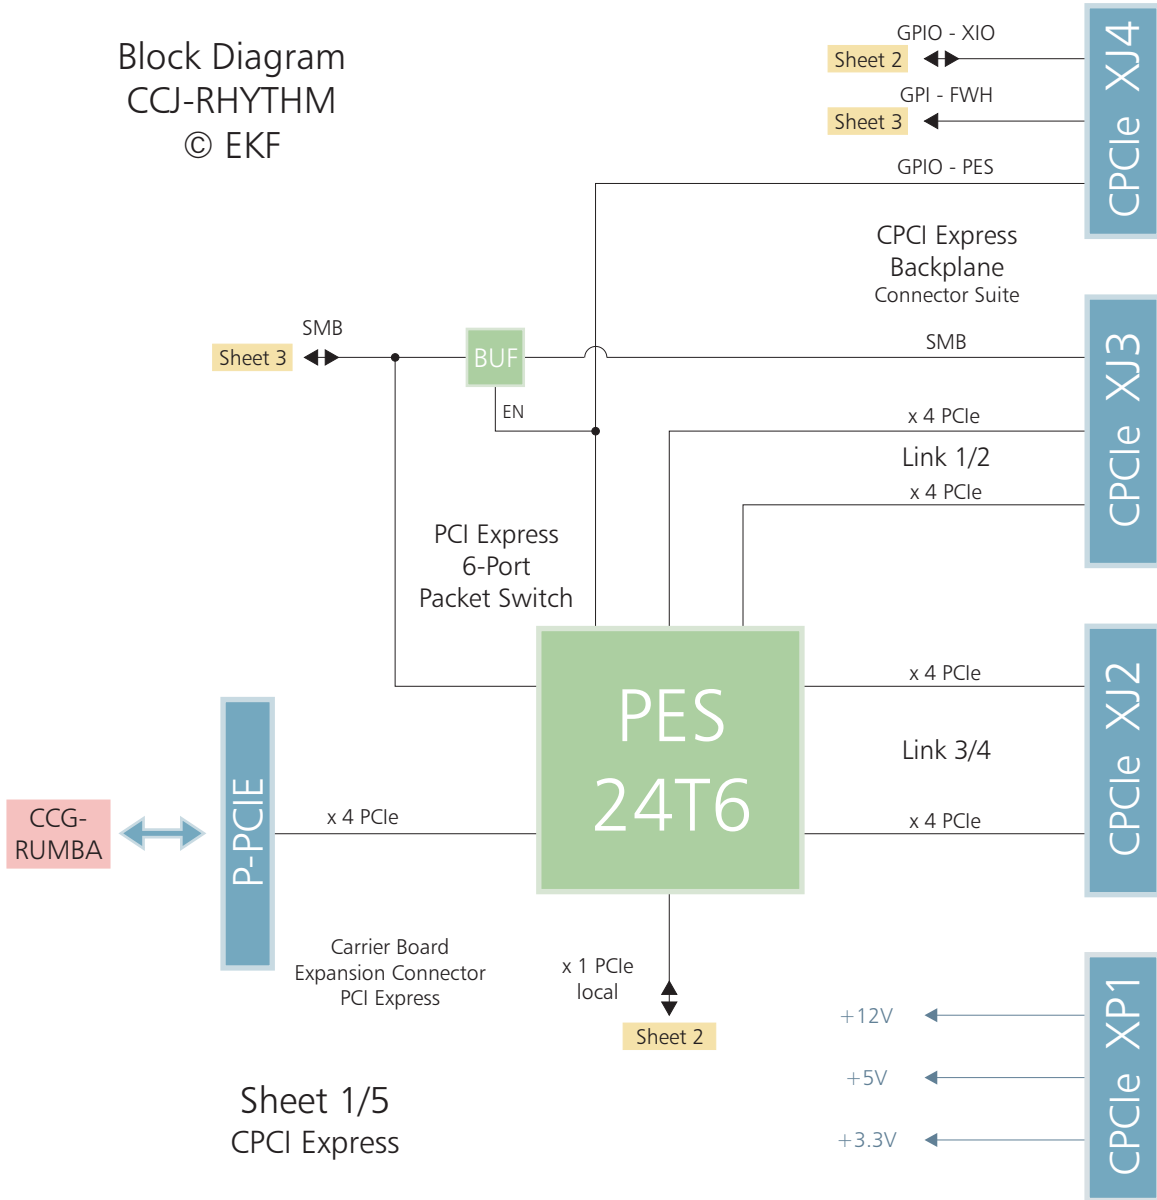 Block Diagram
CCJ-RHYTHM
© EKF
GPIO - XIO
Sheet 2
GPI - FWH
Sheet 3
GPIO - PES
CPCIe XJ4
CPCI Express
Backplane
Connector Suite
SMB
Sheet 3
BUF
EN
SMB
x 4 PCIe
Link 1/2
x 4 PCIe
CPCIe XJ3
PCI Express
6-Port
Packet Switch
PES
24T6
x 4 PCIe
Link 3/4
x 4 PCIe
CPCIe XJ2
CCG-
RUMBA
P-PCIE
x 4 PCIe
Carrier Board
Expansion Connector
PCI Express
x 1 PCIe
local
Sheet 2
+12V
+5V
+3.3V
CPCIe XP1
Sheet 1/5
CPCI Express